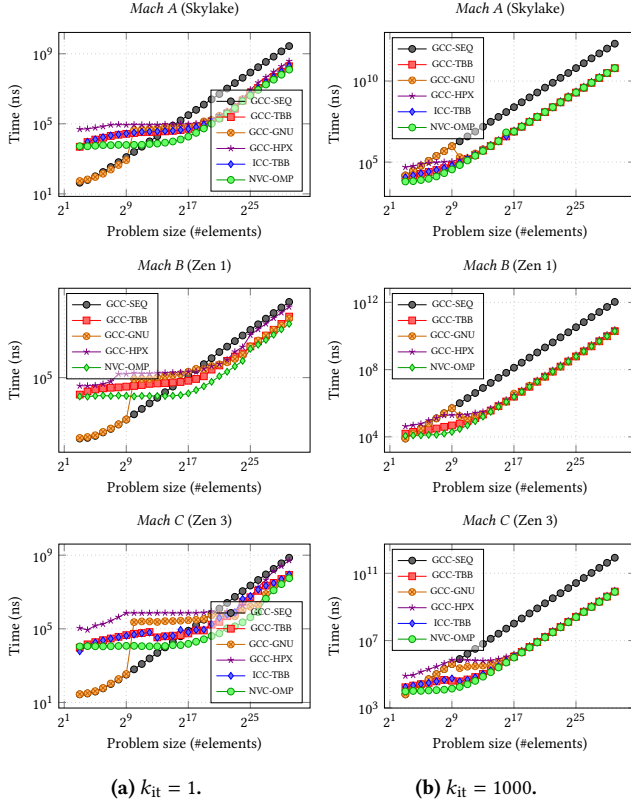 Mach A (Skylake)
10^9
10^5
10^1
Time (ns)
GCC-SEQ
GCC-TBB
GCC-GNU
GCC-HPX
ICC-TBB
NVC-OMP
2^1
2^9
2^17
2^25
Problem size (#elements)
Mach A (Skylake)
10^10
10^5
Time (ns)
GCC-SEQ
GCC-TBB
GCC-GNU
GCC-HPX
ICC-TBB
NVC-OMP
2^1
2^9
2^17
2^25
Problem size (#elements)
Mach B (Zen 1)
10^5
Time (ns)
GCC-SEQ
GCC-TBB
GCC-GNU
GCC-HPX
NVC-OMP
2^1
2^9
2^17
2^25
Problem size (#elements)
Mach B (Zen 1)
10^12
10^8
10^4
Time (ns)
GCC-SEQ
GCC-TBB
GCC-GNU
GCC-HPX
NVC-OMP
2^1
2^9
2^17
2^25
Problem size (#elements)
Mach C (Zen 3)
10^9
10^5
10^1
Time (ns)
GCC-SEQ
GCC-TBB
GCC-GNU
GCC-HPX
ICC-TBB
NVC-OMP
2^1
2^9
2^17
2^25
Problem size (#elements)
Mach C (Zen 3)
10^11
10^7
10^3
Time (ns)
GCC-SEQ
GCC-TBB
GCC-GNU
GCC-HPX
ICC-TBB
NVC-OMP
2^1
2^9
2^17
2^25
Problem size (#elements)
(a) k_it = 1.
(b) k_it = 1000.